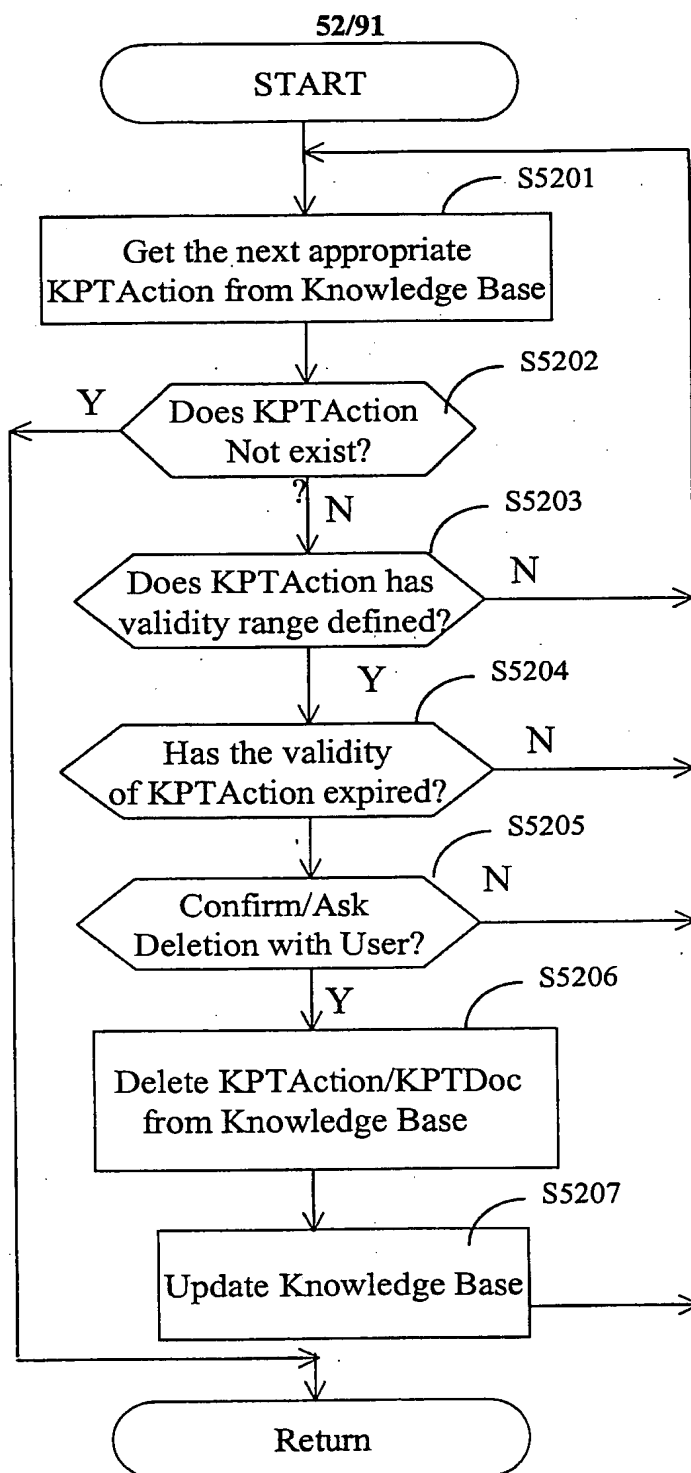 52/91
START
S5201
Get the next appropriate
KPTAction from Knowledge Base
S5202
Y
Does KPTAction
Not exist?
?
N
S5203
Does KPTAction has
validity range defined?
N
Y
S5204
Has the validity
of KPTAction expired?
N
S5205
Confirm/Ask
Deletion with User?
N
Y
S5206
Delete KPTAction/KPTDoc
from Knowledge Base
S5207
Update Knowledge Base
Return